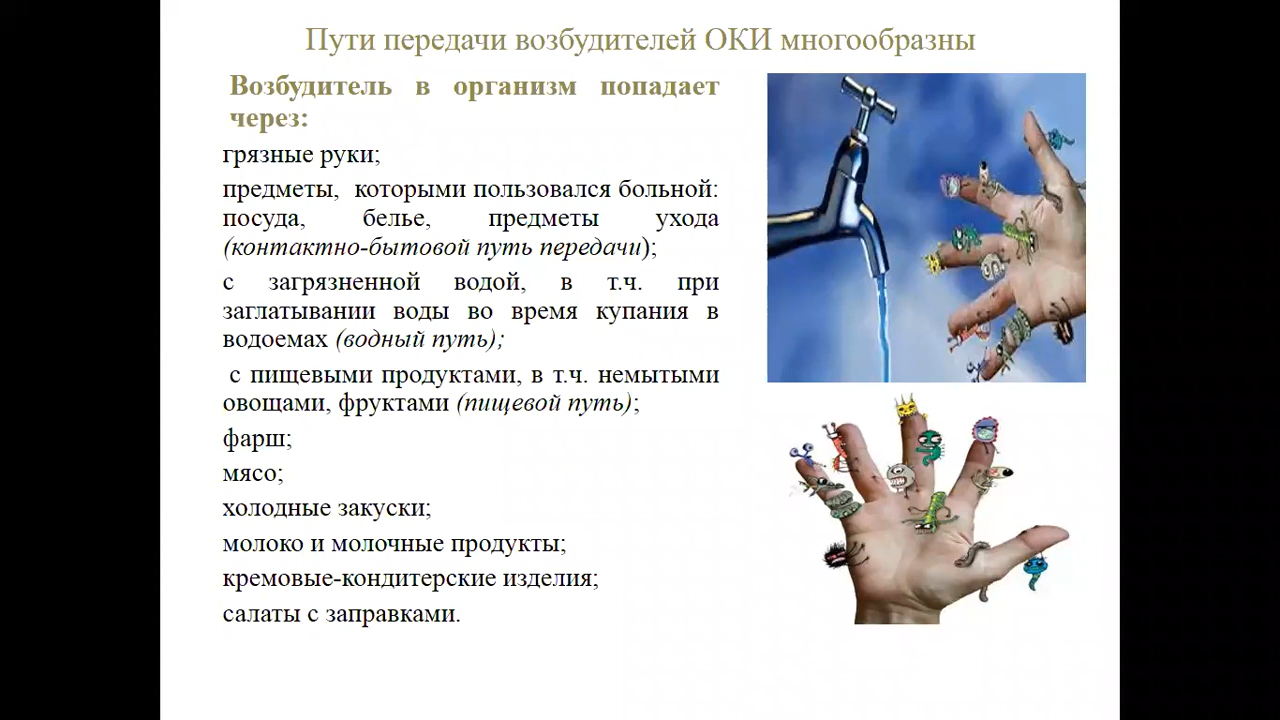 Пути передачи возбудителей ОКИ многообразны
Возбудитель в организм попадает
через:
грязные руки;
предметы, которыми пользовался больной:
посуда, белье, предметы ухода
(контактно-бытовой путь передачи);
с загрязненной водой, в т.ч. при
заглатывании воды во время купания в
водоемах (водный путь);
с пищевыми продуктами, в т.ч. немытыми
овощами, фруктами (пищевой путь);
фарш;
мясо;
холодные закуски;
молоко и молочные продукты;
кремовые-кондитерские изделия;
салаты с заправками.